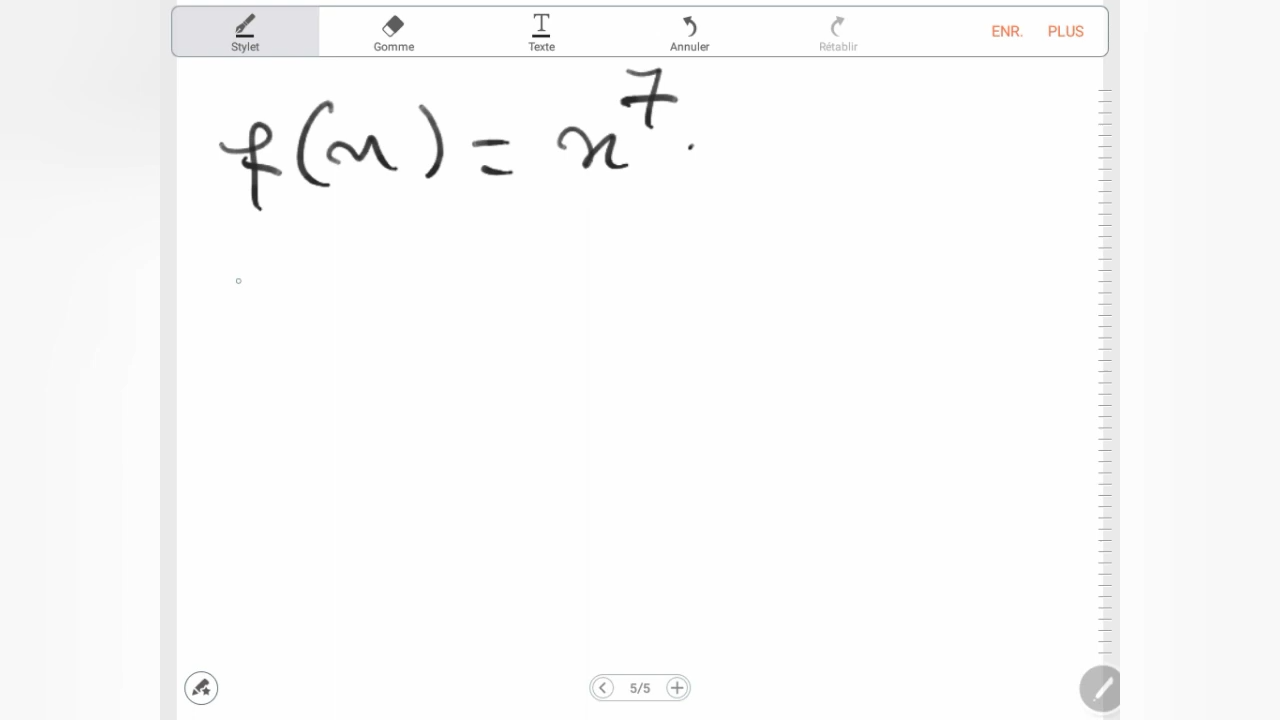 Stylet Gomme Texte Annuler Rétablir ENR. PLUS
f(x) = x⁷.
5/5